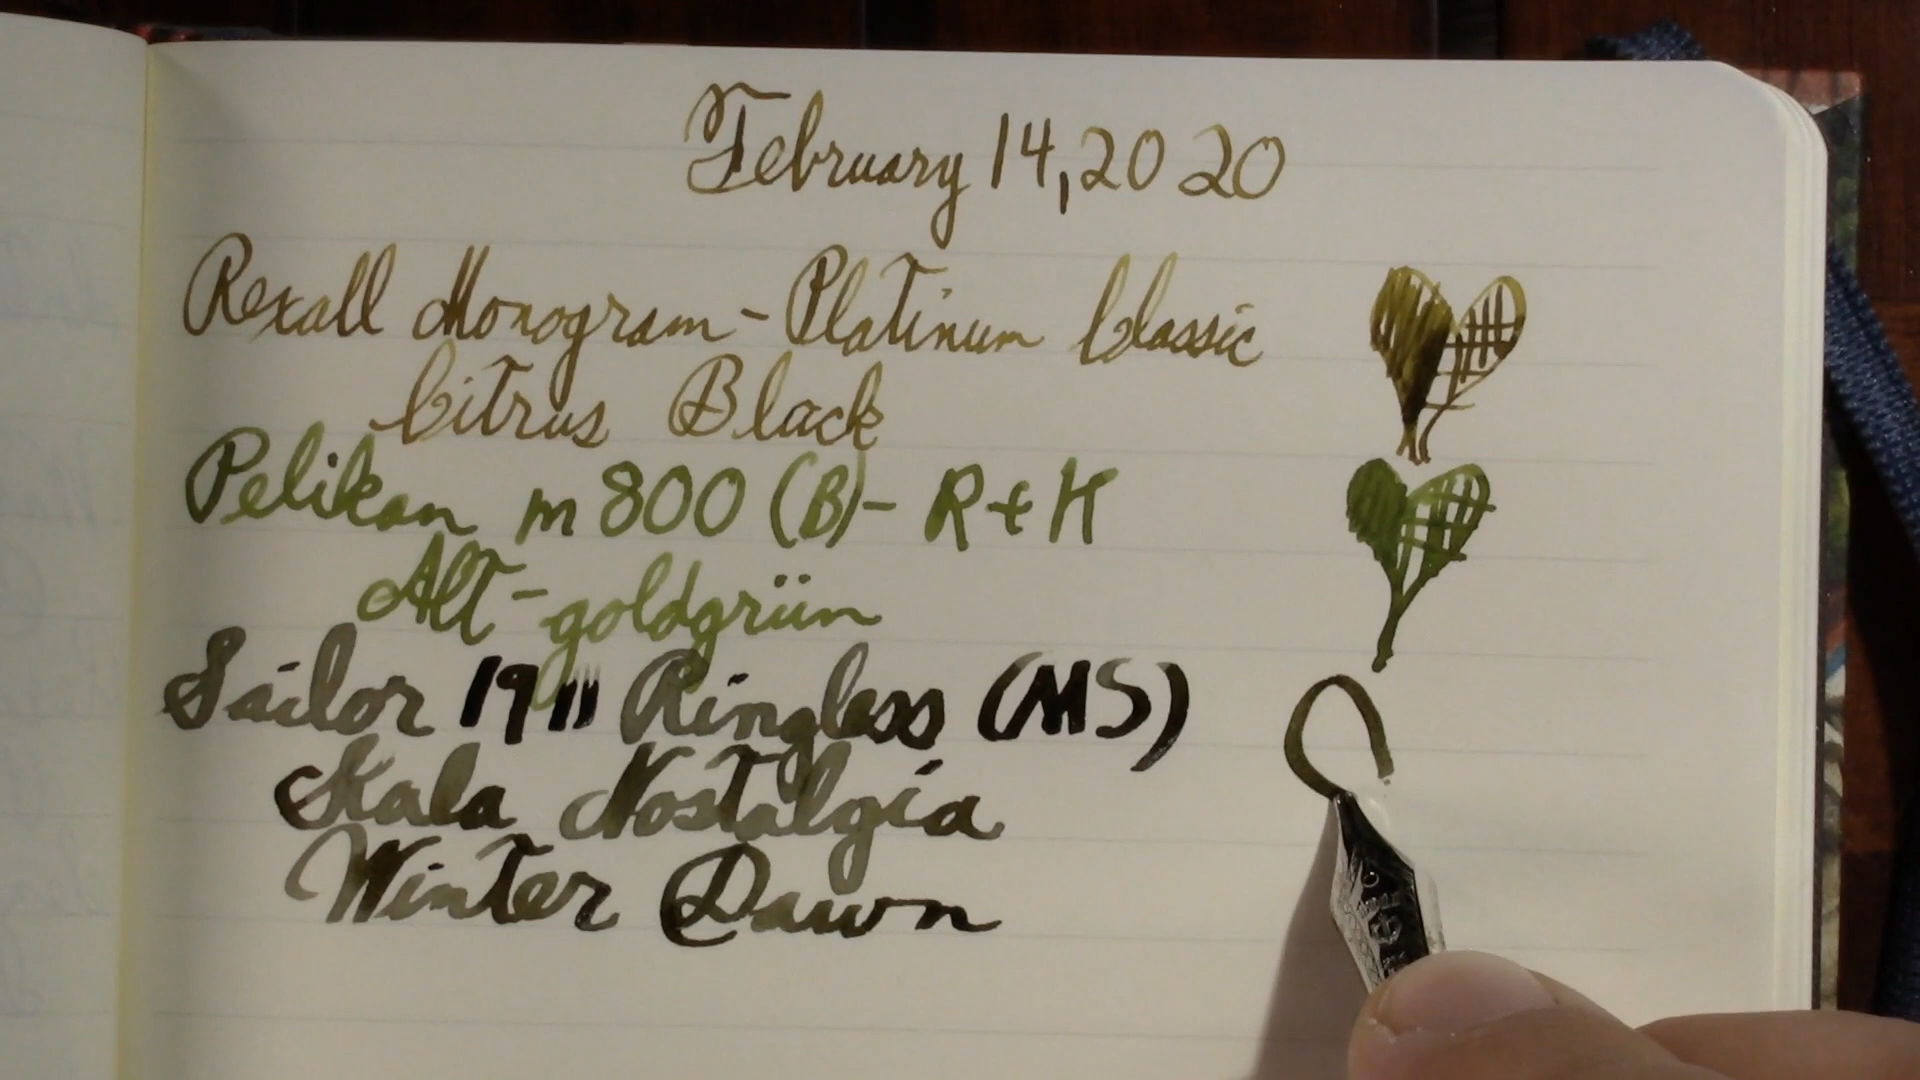 February 14, 2020
Rexall Monogram - Platinum Classic
Citrus Black
Pelikan m800 (B) - R+K
Alt-goldgrün
Sailor 1911 Ringless (MS)
Kala Nostalgia
Winter Dawn